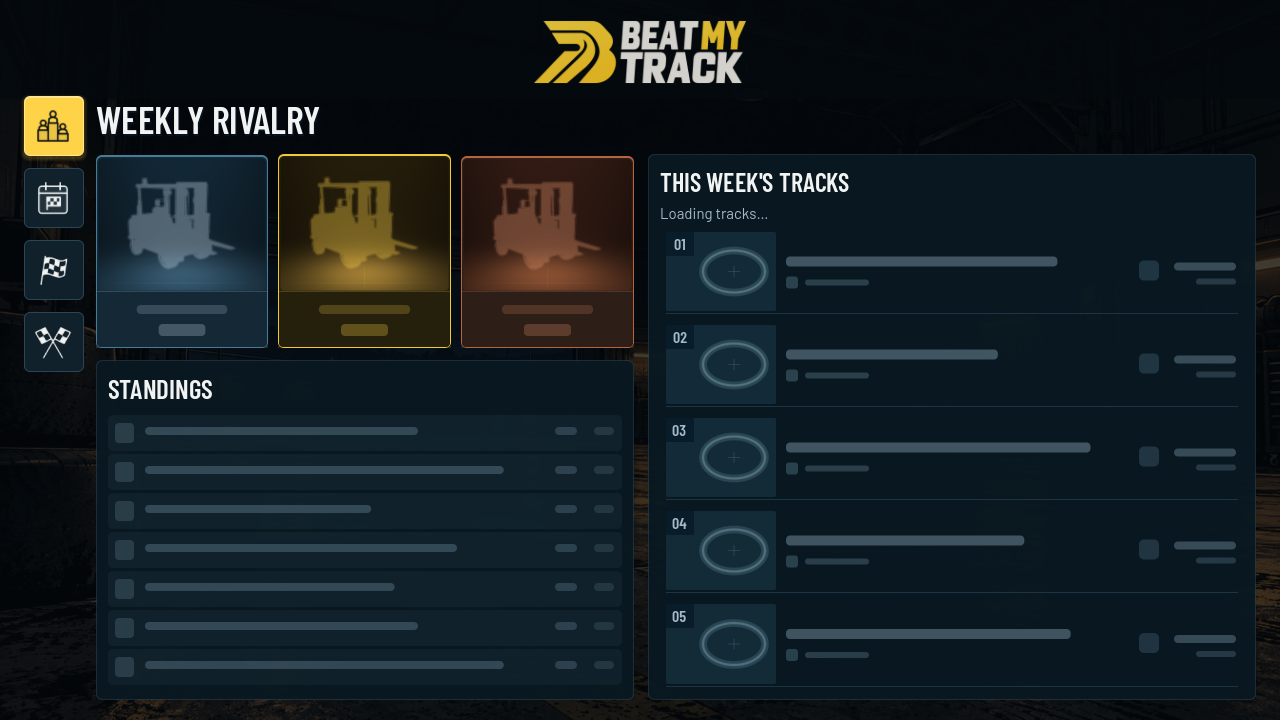 BEAT MY
TRACK
WEEKLY RIVALRY
THIS WEEK'S TRACKS
Loading tracks...
01
02
03
04
05
STANDINGS